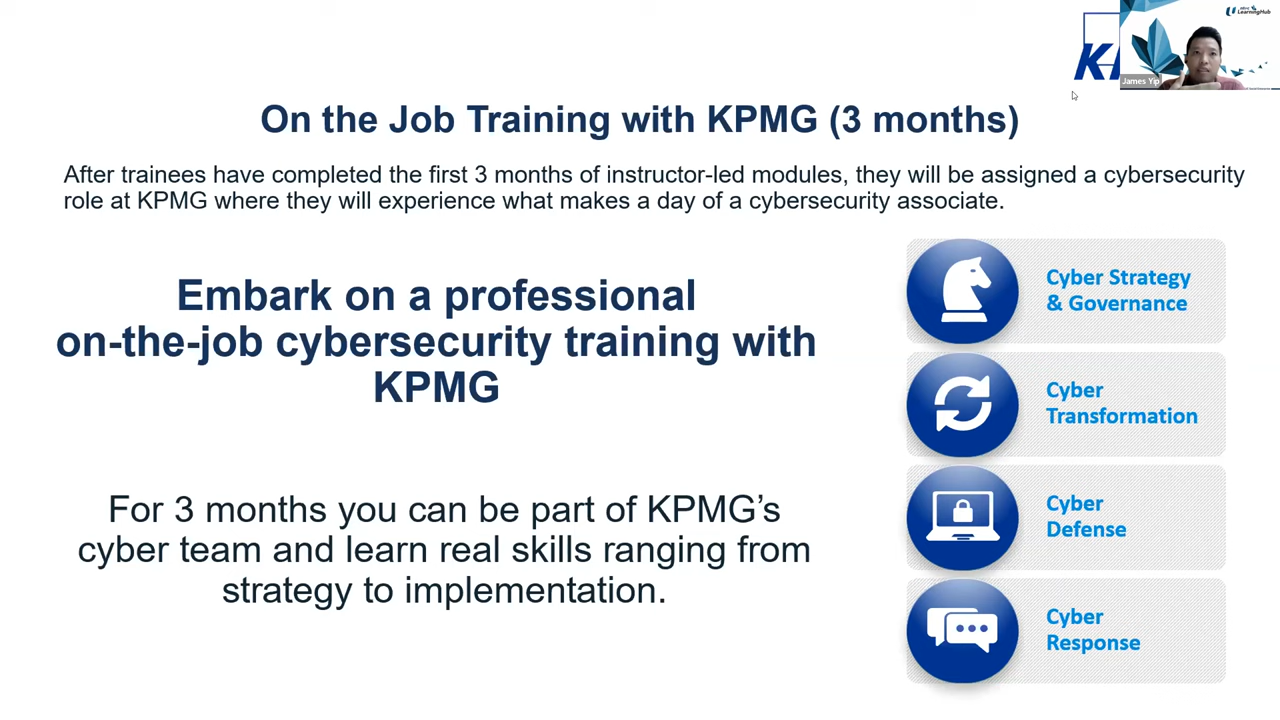 LearningHub
James Yip
On the Job Training with KPMG (3 months)
After trainees have completed the first 3 months of instructor-led modules, they will be assigned a cybersecurity
role at KPMG where they will experience what makes a day of a cybersecurity associate.
Embark on a professional
on-the-job cybersecurity training with
KPMG
For 3 months you can be part of KPMG’s
cyber team and learn real skills ranging from
strategy to implementation.
Cyber Strategy
& Governance
Cyber
Transformation
Cyber
Defense
Cyber
Response